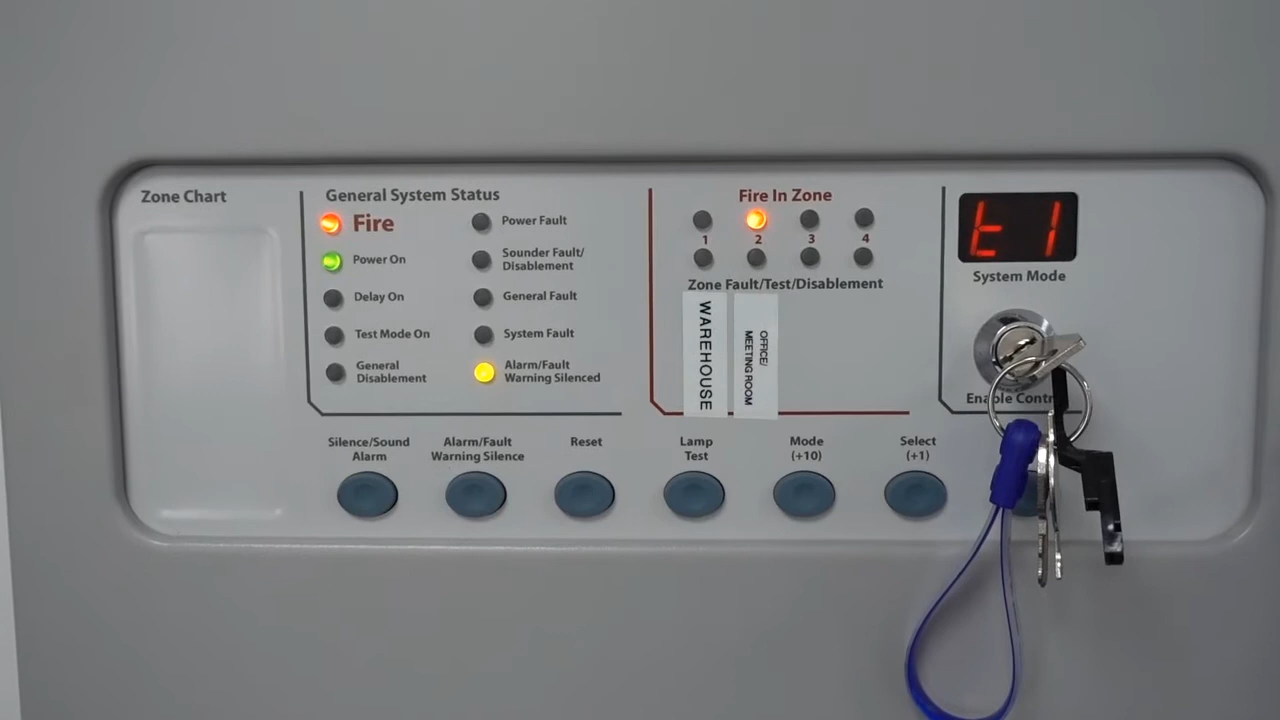 Zone Chart
General System Status
Fire
Power On
Delay On
Test Mode On
General
Disablement
Power Fault
Sounder Fault/
Disablement
General Fault
System Fault
Alarm/Fault
Warning Silenced
Fire In Zone
1 2 3 4
Zone Fault/Test/Disablement
WAREHOUSE
OFFICE/
MEETING ROOM
t1
System Mode
Enable Contr
Silence/Sound
Alarm
Alarm/Fault
Warning Silence
Reset
Lamp
Test
Mode
(+10)
Select
(+1)